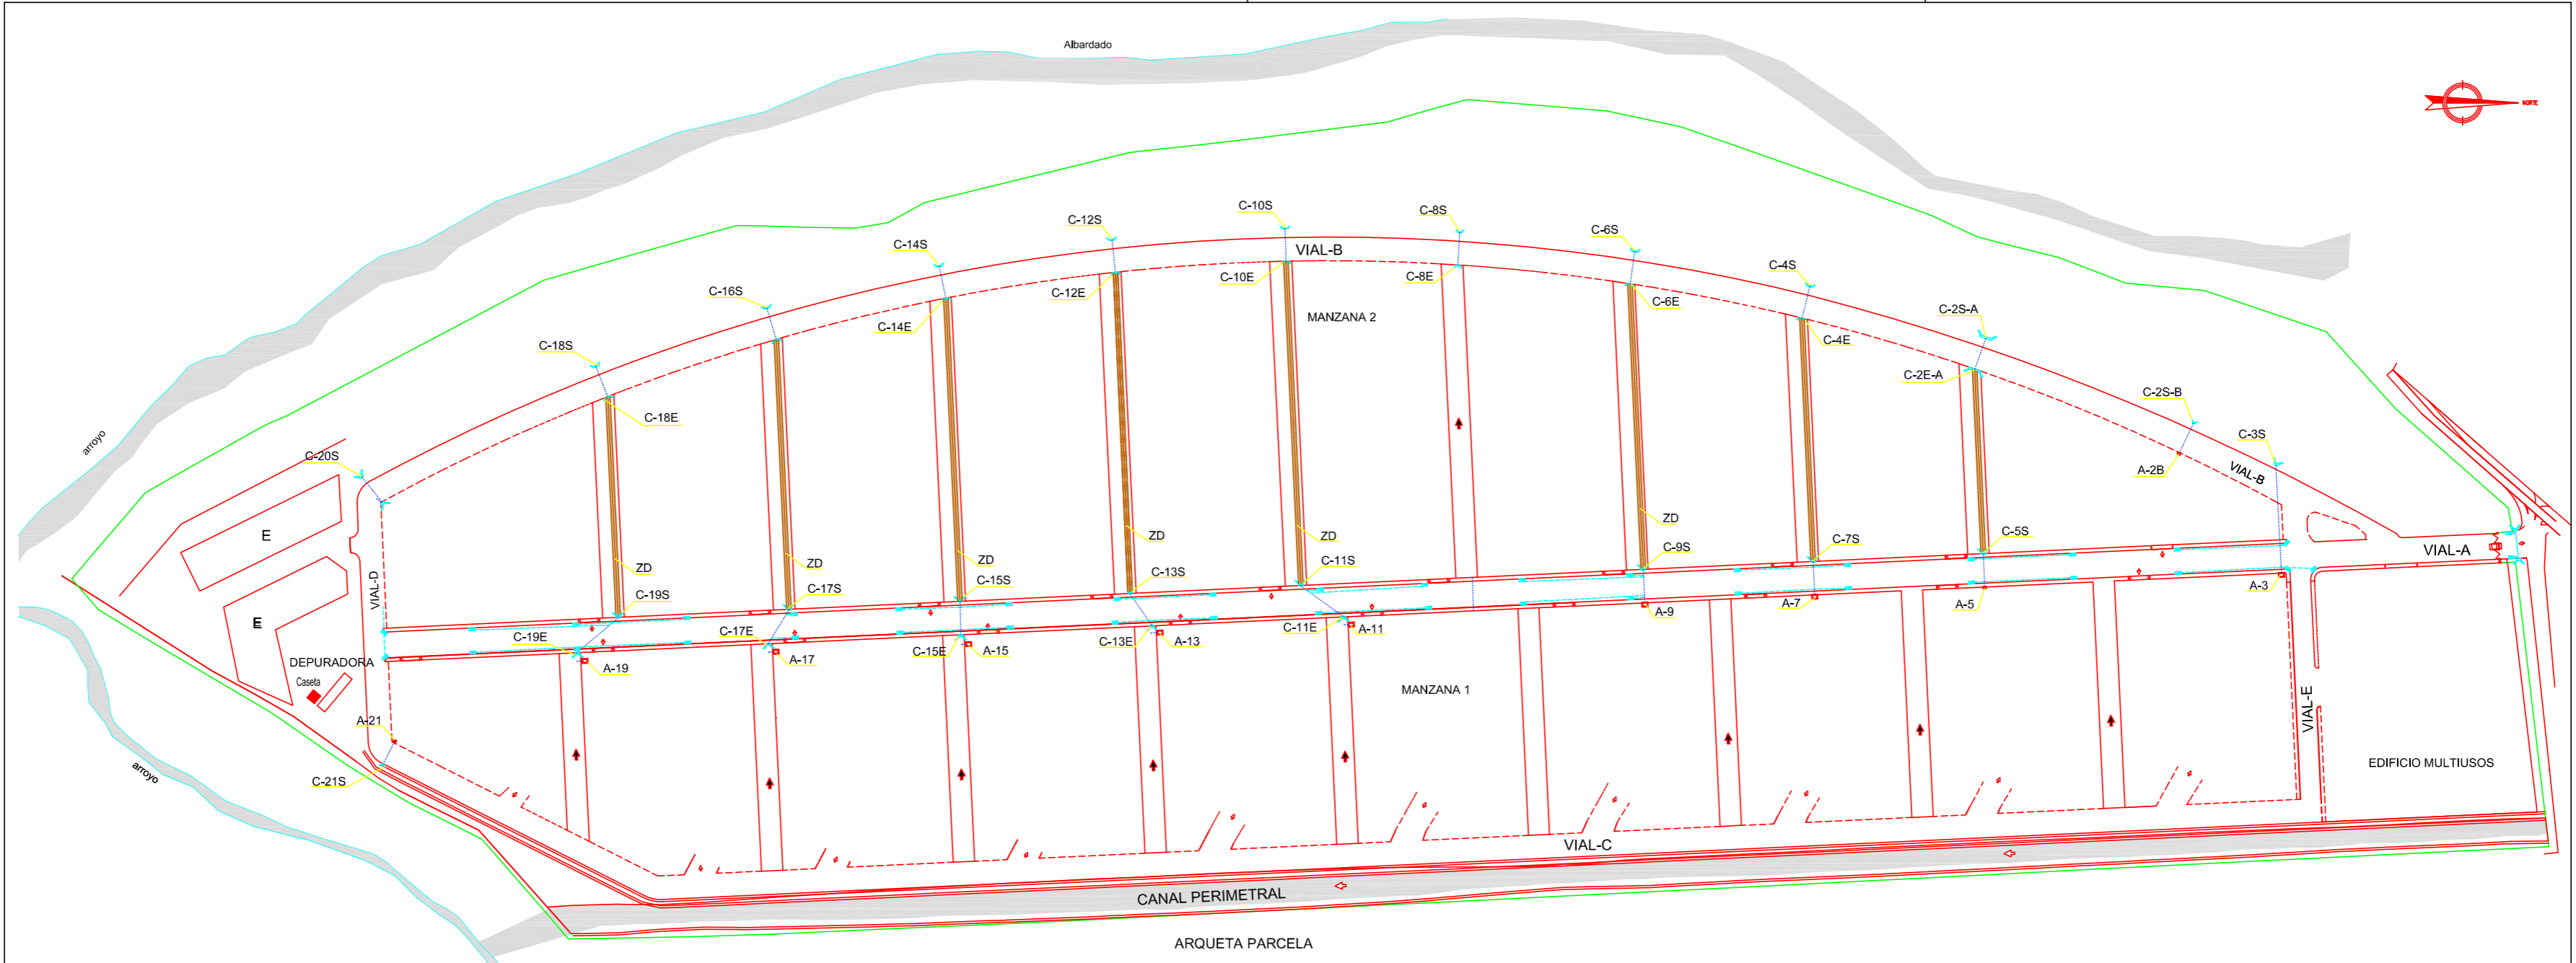 Albardado
NORTE
C-12S
C-10S
C-8S
C-6S
C-14S
VIAL-B
C-4S
C-16S
C-12E
C-10E
C-8E
C-6E
C-2S-A
C-14E
MANZANA 2
C-4E
C-18S
C-2E-A
C-2S-B
C-18E
arroyo
C-20S
C-3S
A-2B
VIAL-B
E
ZD
ZD
ZD
ZD
ZD
ZD
C-9S
C-7S
C-5S
VIAL-A
VIAL-D
C-19S
C-17S
C-15S
C-13S
C-11S
A-9
A-7
A-5
A-3
E
C-19E
C-17E
C-15E
C-13E
C-11E
A-19
A-17
A-15
A-13
A-11
DEPURADORA
Caseta
MANZANA 1
VIAL-E
A-21
C-21S
arroyo
EDIFICIO MULTIUSOS
VIAL-C
CANAL PERIMETRAL
ARQUETA PARCELA